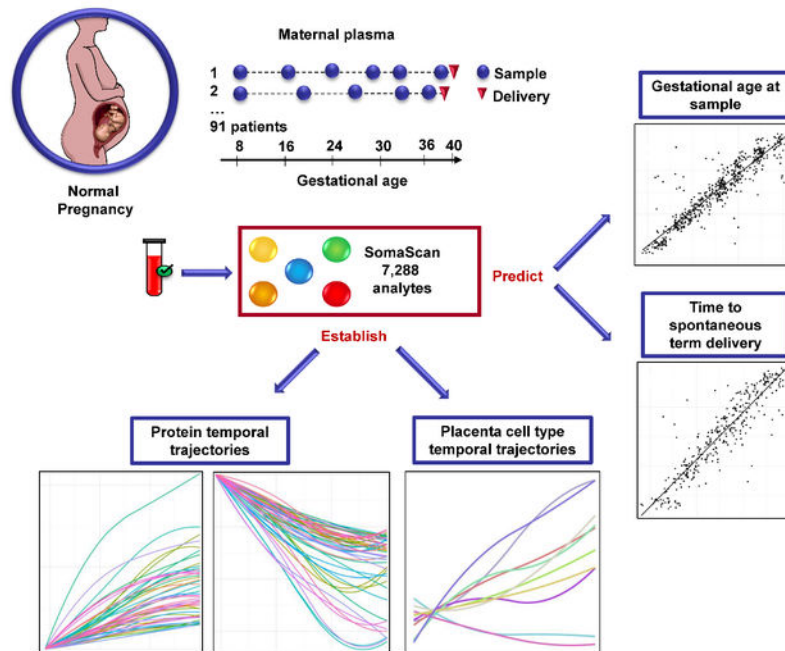 Maternal plasma
1
Sample
2
Delivery
...
91 patients
8 16 24 30 36 40
Gestational age
Normal
Pregnancy
Gestational age at
sample
SomaScan
7,288
analytes
Predict
Establish
Time to
spontaneous
term delivery
Protein temporal
trajectories
Placenta cell type
temporal trajectories